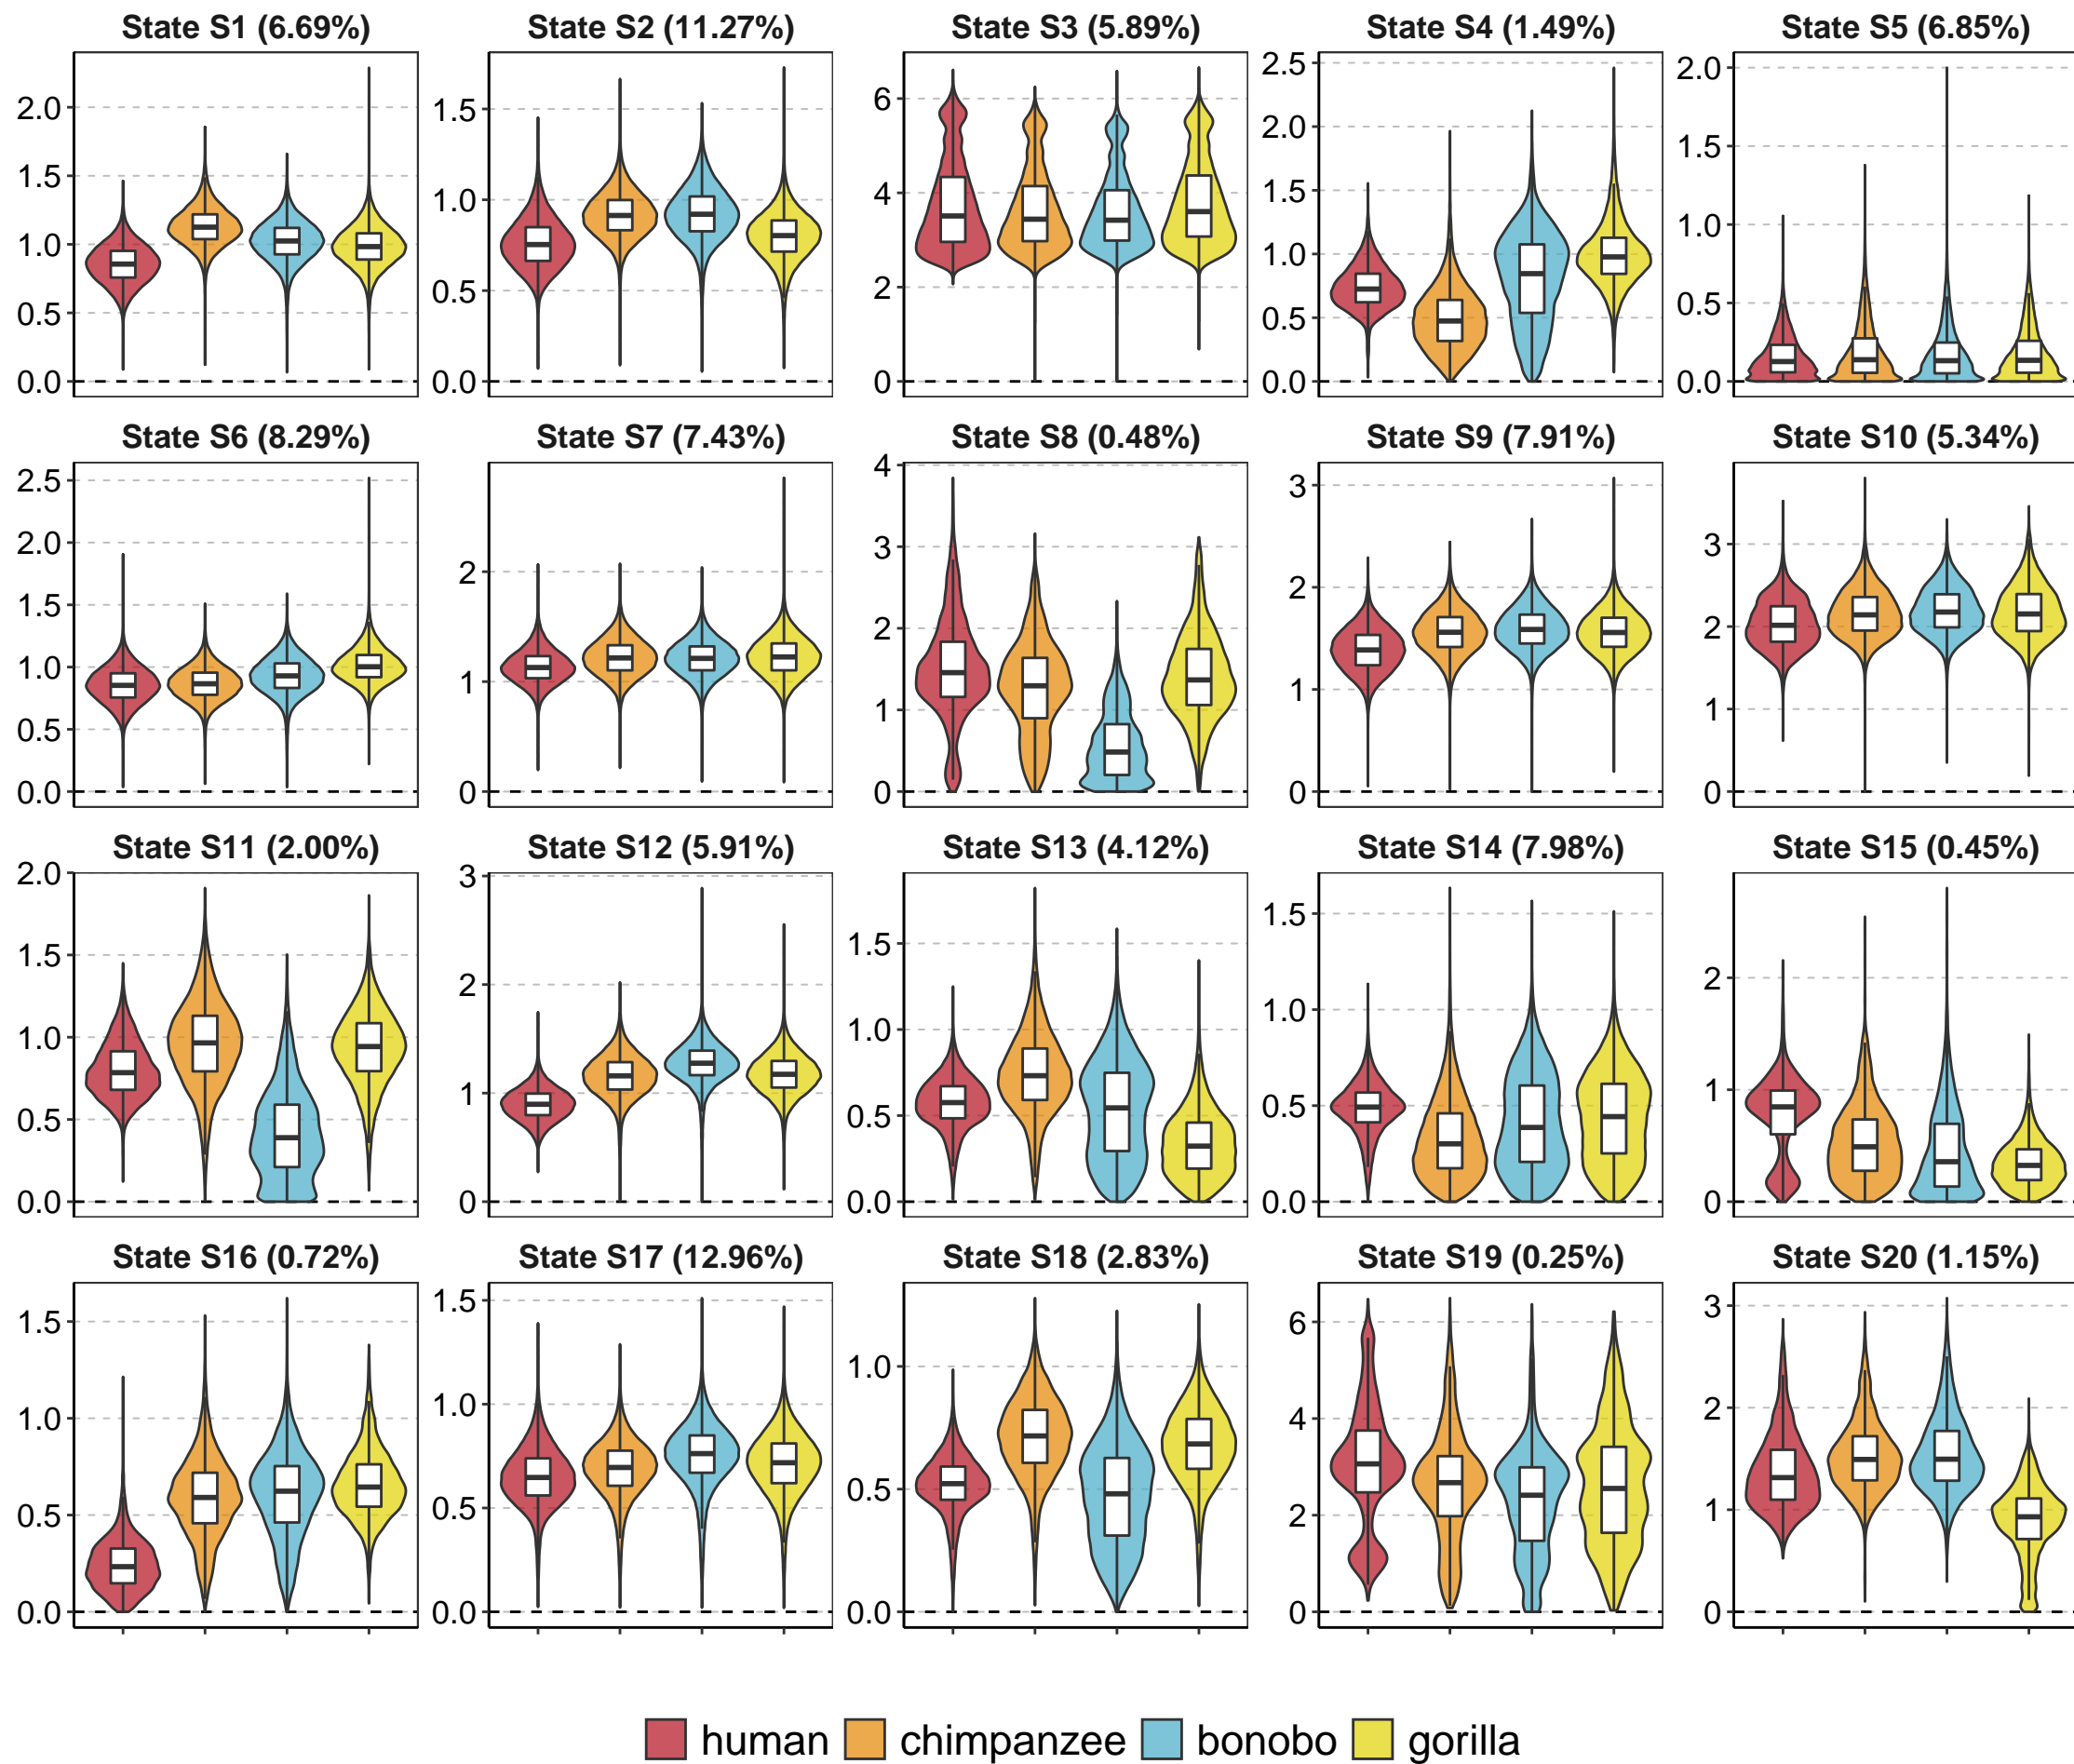 State S1 (6.69%) State S2 (11.27%) State S3 (5.89%) State S4 (1.49%) State S5 (6.85%)
2.0 1.5 1.0 0.5 0.0
1.5 1.0 0.5 0.0
6 4 2 0
2.5 2.0 1.5 1.0 0.5 0.0
2.0 1.5 1.0 0.5 0.0
State S6 (8.29%) State S7 (7.43%) State S8 (0.48%) State S9 (7.91%) State S10 (5.34%)
2.5 2.0 1.5 1.0 0.5 0.0
2 1 0
4 3 2 1 0
3 2 1 0
3 2 1 0
State S11 (2.00%) State S12 (5.91%) State S13 (4.12%) State S14 (7.98%) State S15 (0.45%)
2.0 1.5 1.0 0.5 0.0
3 2 1 0
1.5 1.0 0.5 0.0
1.5 1.0 0.5 0.0
2 1 0
State S16 (0.72%) State S17 (12.96%) State S18 (2.83%) State S19 (0.25%) State S20 (1.15%)
1.5 1.0 0.5 0.0
1.5 1.0 0.5 0.0
1.0 0.5 0.0
6 4 2 0
3 2 1 0
human chimpanzee bonobo gorilla